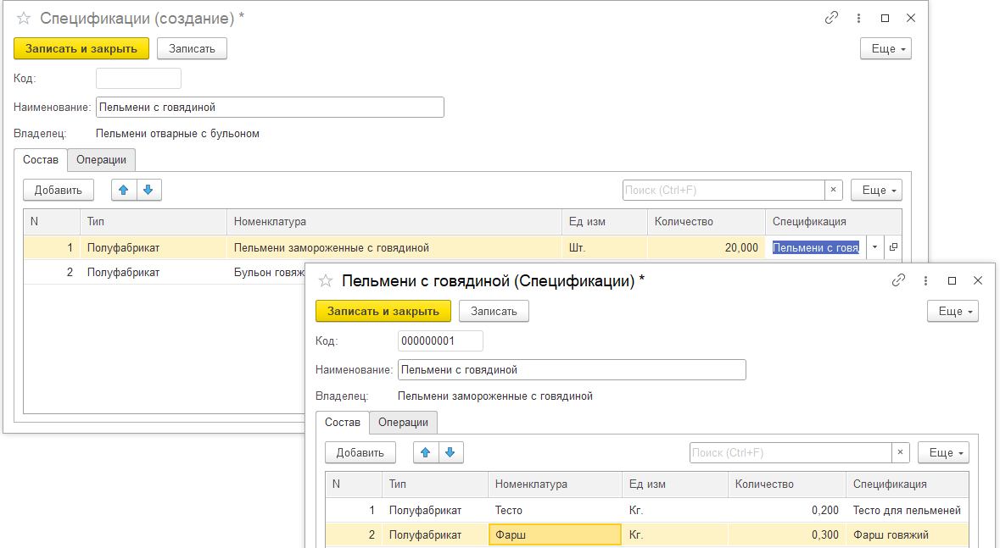 Спецификации (создание) *
Записать и закрыть Записать Еще
Код:
Наименование: Пельмени с говядиной
Владелец: Пельмени отварные с бульоном
Состав Операции
Добавить Поиск (Ctrl+F) × Еще
N Тип Номенклатура Ед изм Количество Спецификация
1 Полуфабрикат Пельмени замороженные с говядиной Шт. 20,000 Пельмени с говя
2 Полуфабрикат Бульон говяж
Пельмени с говядиной (Спецификации) *
Записать и закрыть Записать Еще
Код: 000000001
Наименование: Пельмени с говядиной
Владелец: Пельмени замороженные с говядиной
Состав Операции
Добавить Поиск (Ctrl+F) × Еще
N Тип Номенклатура Ед изм Количество Спецификация
1 Полуфабрикат Тесто Кг. 0,200 Тесто для пельменей
2 Полуфабрикат Фарш Кг. 0,300 Фарш говяжий